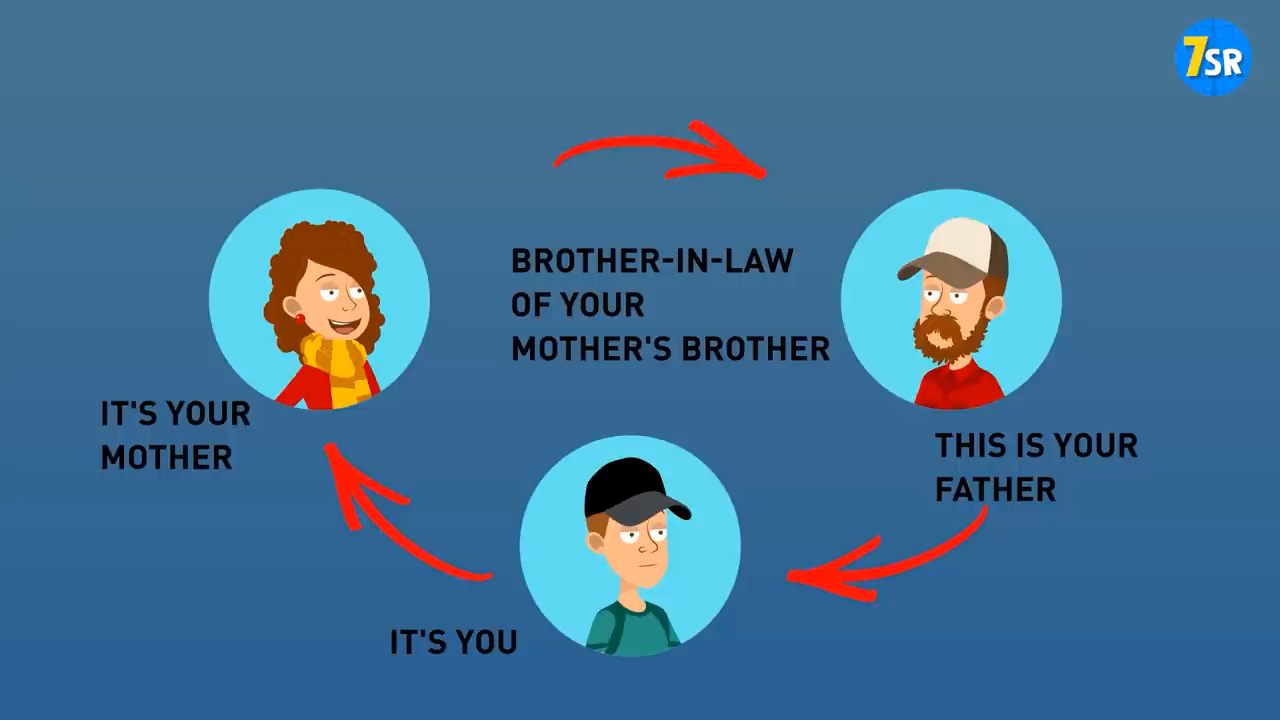 7SR
BROTHER-IN-LAW
OF YOUR
MOTHER'S BROTHER
IT'S YOUR
MOTHER
THIS IS YOUR
FATHER
IT'S YOU